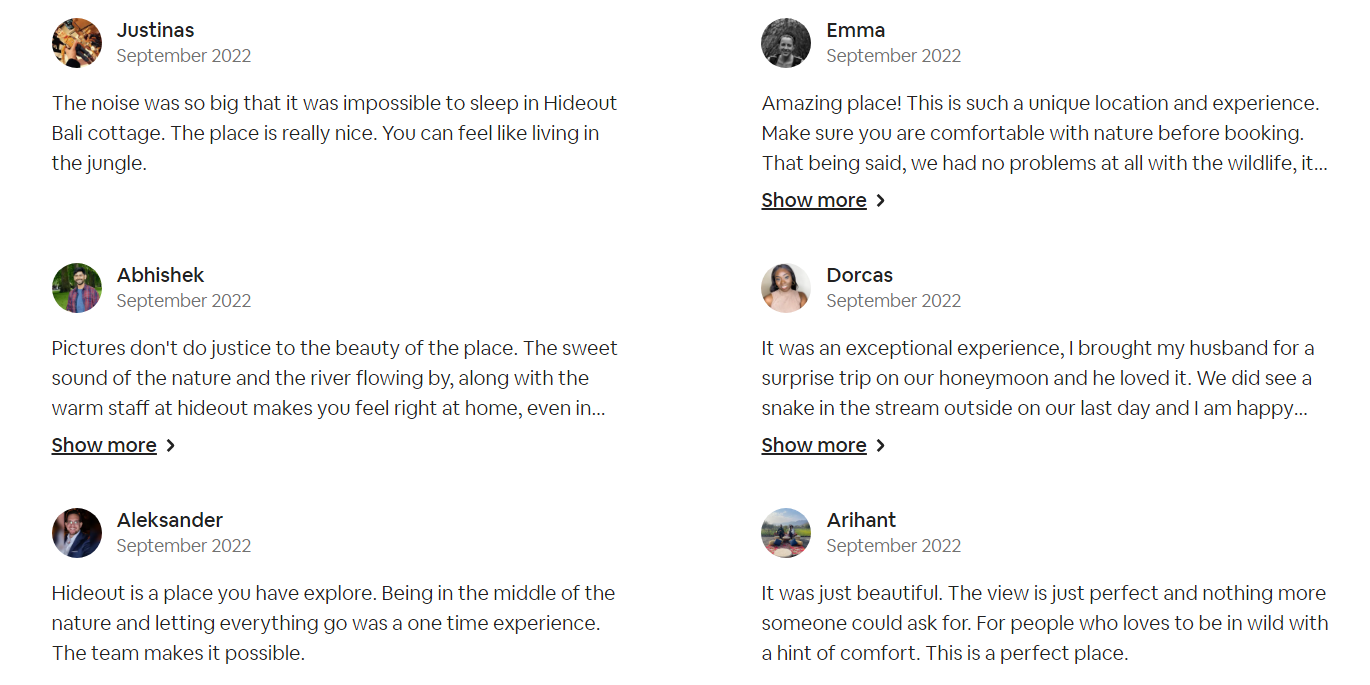 Justinas
September 2022
The noise was so big that it was impossible to sleep in Hideout
Bali cottage. The place is really nice. You can feel like living in
the jungle.
Emma
September 2022
Amazing place! This is such a unique location and experience.
Make sure you are comfortable with nature before booking.
That being said, we had no problems at all with the wildlife, it...
Show more
Abhishek
September 2022
Pictures don't do justice to the beauty of the place. The sweet
sound of the nature and the river flowing by, along with the
warm staff at hideout makes you feel right at home, even in...
Show more
Dorcas
September 2022
It was an exceptional experience, I brought my husband for a
surprise trip on our honeymoon and he loved it. We did see a
snake in the stream outside on our last day and I am happy...
Show more
Aleksander
September 2022
Hideout is a place you have explore. Being in the middle of the
nature and letting everything go was a one time experience.
The team makes it possible.
Arihant
September 2022
It was just beautiful. The view is just perfect and nothing more
someone could ask for. For people who loves to be in wild with
a hint of comfort. This is a perfect place.